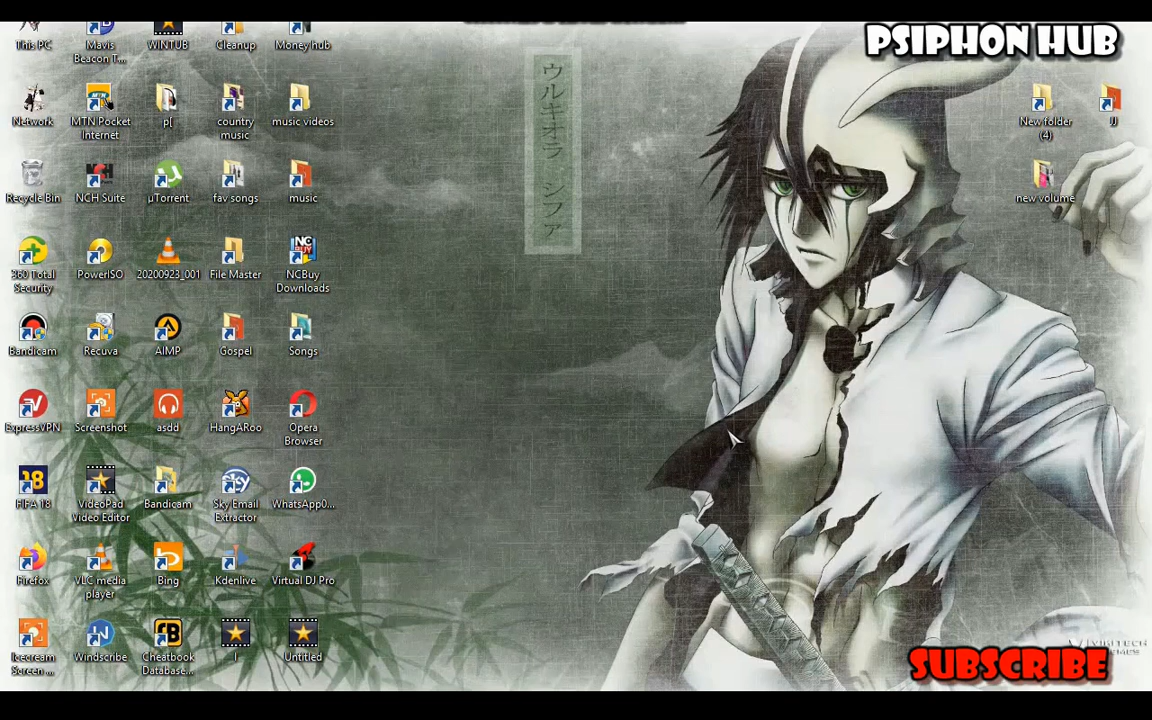 PSIPHON HUB
This PC
Mavis
Beacon T...
WINTUB
Cleanup
Money hub
Network
MTN Pocket
Internet
p[
country
music
music videos
New folder
(4)
JJ
Recycle Bin
NCH Suite
µTorrent
fav songs
music
new volume
360 Total
Security
PowerISO
20200923_001
File Master
NCBuy
Downloads
Bandicam
Recuva
AIMP
Gospel
Songs
ExpressVPN
Screenshot
asdd
HangARoo
Opera
Browser
FIFA 18
VideoPad
Video Editor
Bandicam
Sky Email
Extractor
WhatsApp0...
Firefox
VLC media
player
Bing
Kdenlive
Virtual DJ Pro
Icecream
Screen ...
Windscribe
Cheatbook
Database...
Untitled
ウルキオラ シファ
SUBSCRIBE